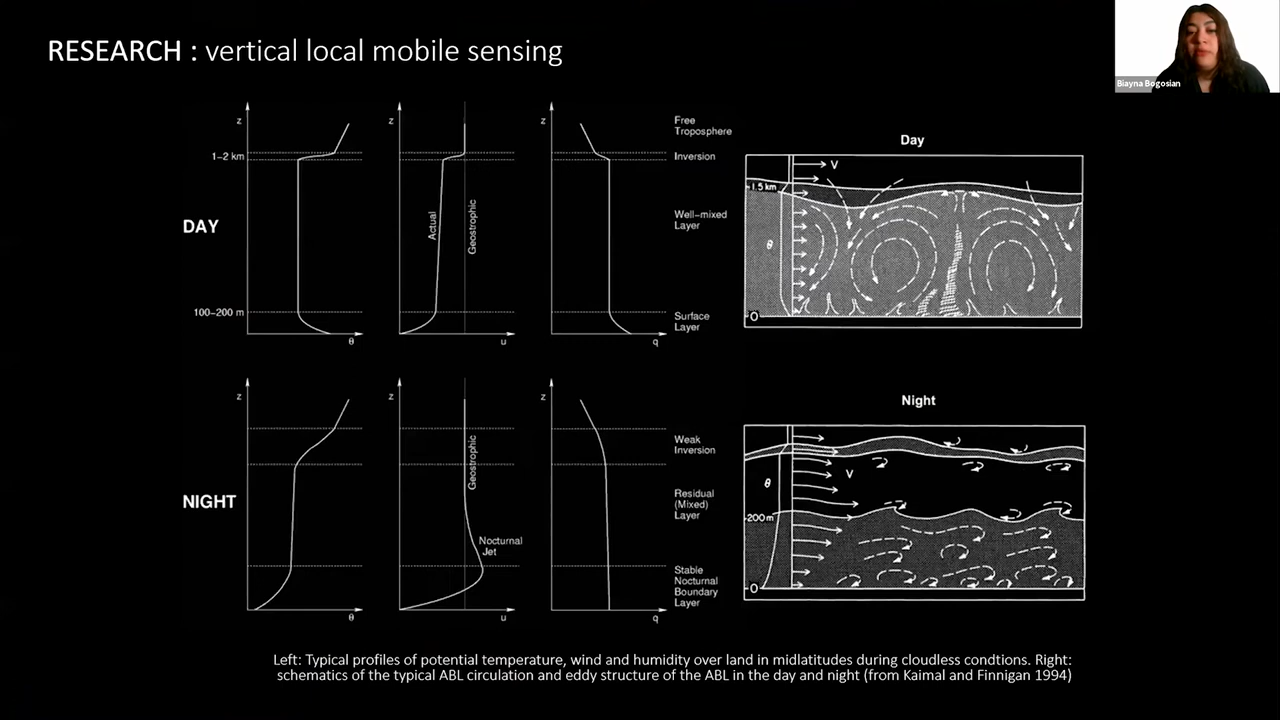 RESEARCH : vertical local mobile sensing
Biayna Bogosian
DAY
z
1-2 km
100-200 m
θ
z
Actual
Geostrophic
u
z
q
Free
Troposphere
Inversion
Well-mixed
Layer
Surface
Layer
Day
V
1.5 km
θ
0
NIGHT
z
θ
z
Geostrophic
Nocturnal
Jet
u
z
q
Weak
Inversion
Residual
(Mixed)
Layer
Stable
Nocturnal
Boundary
Layer
Night
θ
V
200 m
0
Left: Typical profiles of potential temperature, wind and humidity over land in midlatitudes during cloudless condtions. Right:
schematics of the typical ABL circulation and eddy structure of the ABL in the day and night (from Kaimal and Finnigan 1994)